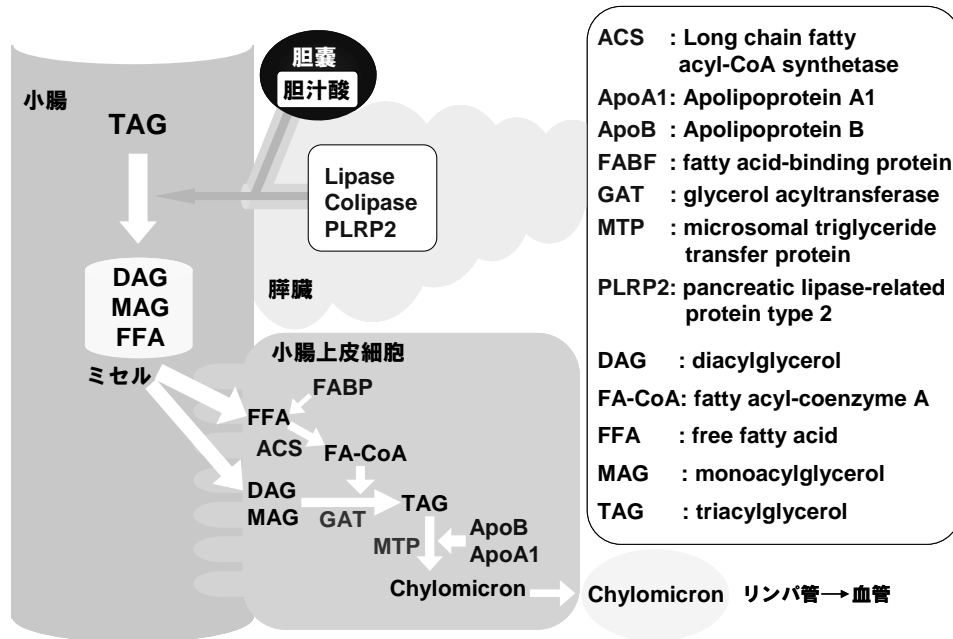 胆嚢
胆汁酸
小腸
TAG
Lipase
Colipase
PLRP2
DAG
MAG
FFA
ミセル
膵臓
小腸上皮細胞
FABP
FFA
ACS
FA-CoA
DAG
MAG
GAT
TAG
MTP
ApoB
ApoA1
Chylomicron
Chylomicron
リンパ管→血管
ACS : Long chain fatty
acyl-CoA synthetase
ApoA1: Apolipoprotein A1
ApoB : Apolipoprotein B
FABF : fatty acid-binding protein
GAT : glycerol acyltransferase
MTP : microsomal triglyceride
transfer protein
PLRP2: pancreatic lipase-related
protein type 2
DAG : diacylglycerol
FA-CoA: fatty acyl-coenzyme A
FFA : free fatty acid
MAG : monoacylglycerol
TAG : triacylglycerol